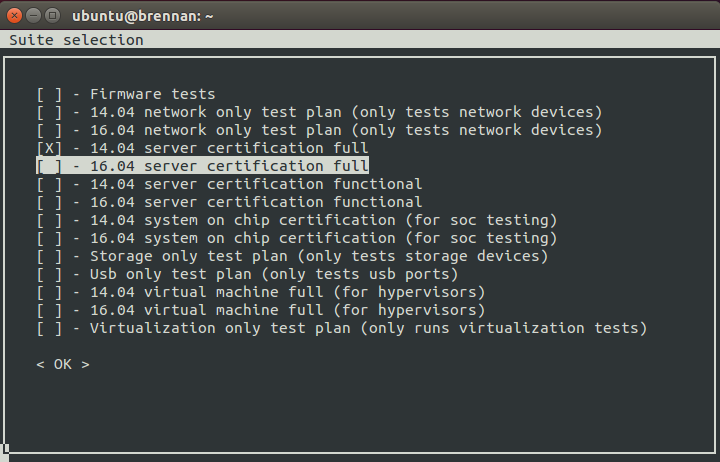 ubuntu@brennan: ~
Suite selection
[ ] - Firmware tests
[ ] - 14.04 network only test plan (only tests network devices)
[ ] - 16.04 network only test plan (only tests network devices)
[X] - 14.04 server certification full
[ ] - 16.04 server certification full
[ ] - 14.04 server certification functional
[ ] - 16.04 server certification functional
[ ] - 14.04 system on chip certification (for soc testing)
[ ] - 16.04 system on chip certification (for soc testing)
[ ] - Storage only test plan (only tests storage devices)
[ ] - Usb only test plan (only tests usb ports)
[ ] - 14.04 virtual machine full (for hypervisors)
[ ] - 16.04 virtual machine full (for hypervisors)
[ ] - Virtualization only test plan (only runs virtualization tests)
< OK >